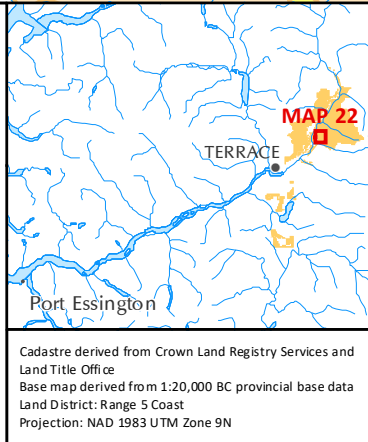 MAP 22
TERRACE
Port Essington
Cadastre derived from Crown Land Registry Services and
Land Title Office
Base map derived from 1:20,000 BC provincial base data
Land District: Range 5 Coast
Projection: NAD 1983 UTM Zone 9N